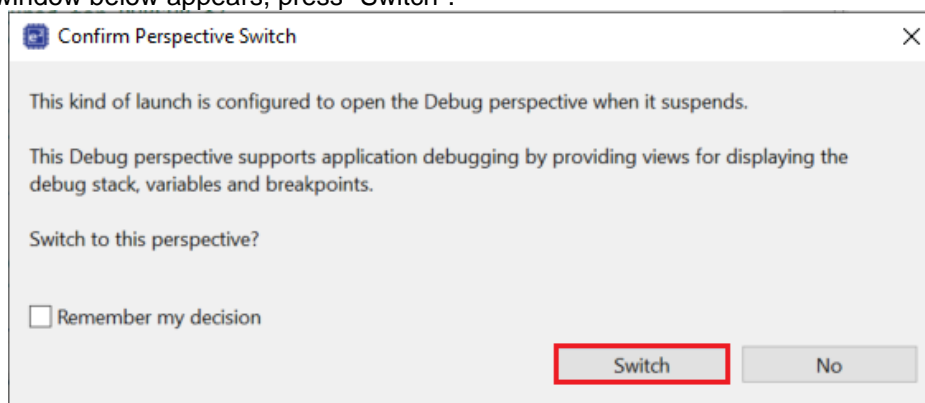 window below appears, press "Switch".
Confirm Perspective Switch
This kind of launch is configured to open the Debug perspective when it suspends.
This Debug perspective supports application debugging by providing views for displaying the
debug stack, variables and breakpoints.
Switch to this perspective?
Remember my decision
Switch
No